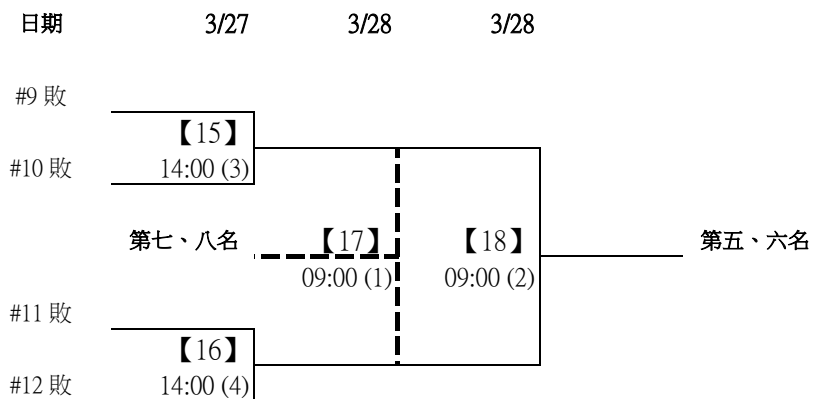 日期 3/27 3/28 3/28
#9 敗
【15】
#10 敗 14:00 (3)
第七、八名 【17】 【18】 第五、六名
09:00 (1) 09:00 (2)
#11 敗
【16】
#12 敗 14:00 (4)